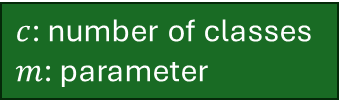 c: number of classes
m: parameter